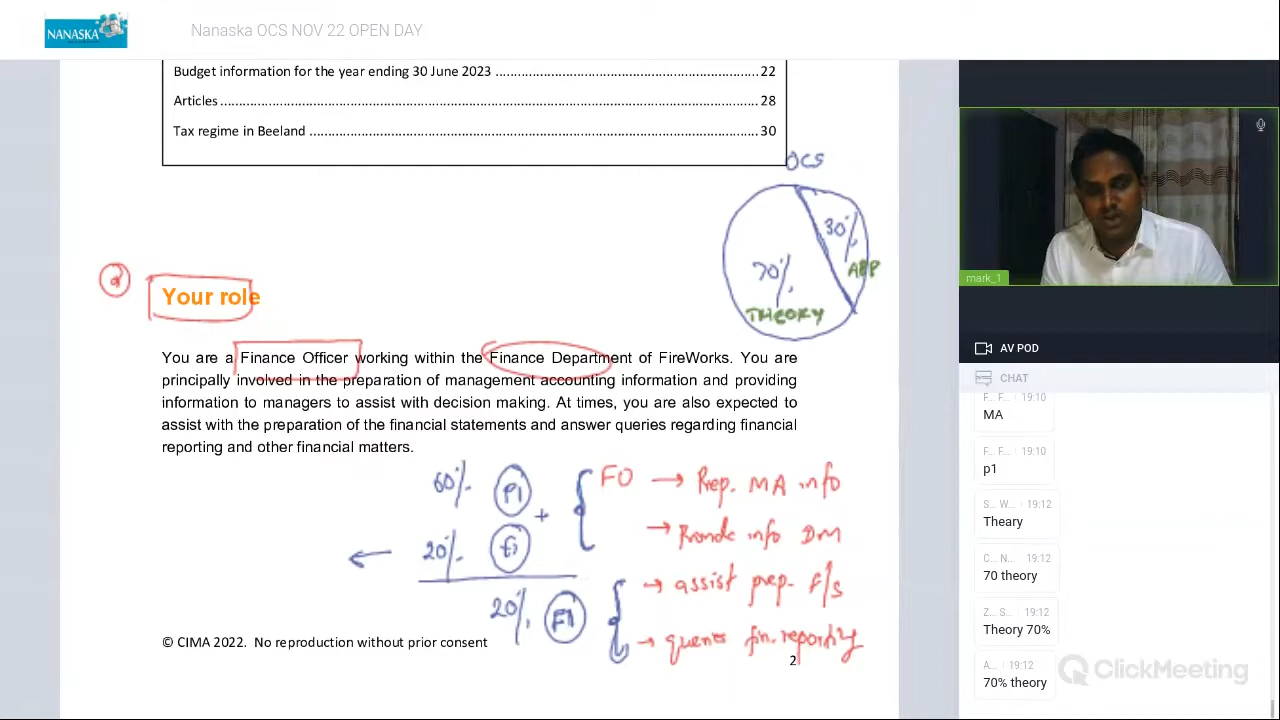 NANASKA
Nanaska OCS NOV 22 OPEN DAY
Budget information for the year ending 30 June 2023 ........ 22
Articles ........ 28
Tax regime in Beeland ........ 30
OCS
30%
APP
70%
THEORY
Your role
You are a Finance Officer working within the Finance Department of FireWorks. You are
principally involved in the preparation of management accounting information and providing
information to managers to assist with decision making. At times, you are also expected to
assist with the preparation of the financial statements and answer queries regarding financial
reporting and other financial matters.
60% P1 + FO → Prep. MA info
→ Provide info DM
← 20% E1
→ assist prep. F/S
20% F1
→ queries fin. reporting
© CIMA 2022. No reproduction without prior consent
2
mark_1
AV POD
CHAT
F... F... 19:10
MA
F... F... 19:10
p1
S... W... 19:12
Theary
C... N... 19:12
70 theory
Z... S... 19:12
Theory 70%
A... 19:12
70% theory
ClickMeeting